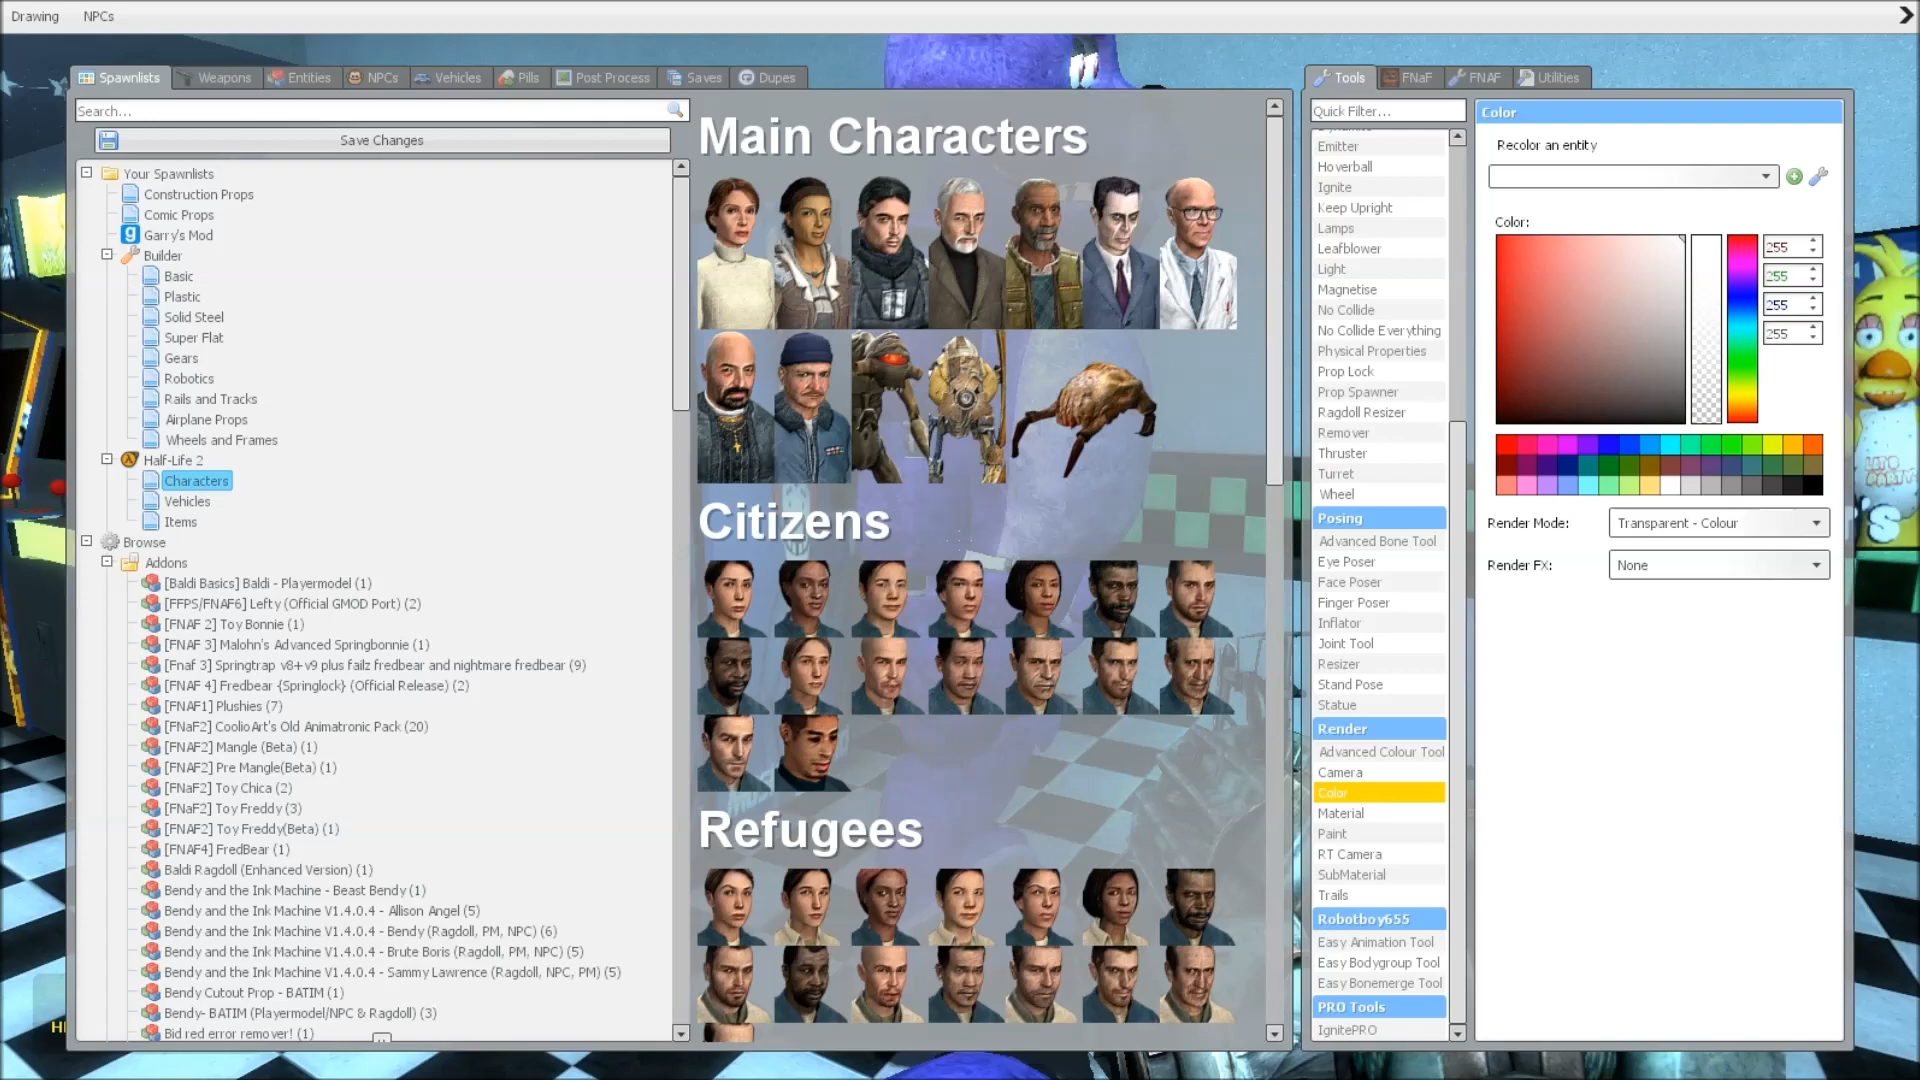 Drawing NPCs
Spawnlists Weapons Entities NPCs Vehicles Pills Post Process Saves Dupes
Search...
Save Changes
Your Spawnlists
Construction Props
Comic Props
Garry's Mod
Builder
Basic
Plastic
Solid Steel
Super Flat
Gears
Robotics
Rails and Tracks
Airplane Props
Wheels and Frames
Half-Life 2
Characters
Vehicles
Items
Browse
Addons
[Baldi Basics] Baldi - Playermodel (1)
[FFPS/FNAF6] Lefty (Official GMOD Port) (2)
[FNAF 2] Toy Bonnie (1)
[FNAF 3] Malohn's Advanced Springbonnie (1)
[Fnaf 3] Springtrap v8+v9 plus failz fredbear and nightmare fredbear (9)
[FNAF 4] Fredbear {Springlock} (Official Release) (2)
[FNAF1] Plushies (7)
[FNaF2] CoolioArt's Old Animatronic Pack (20)
[FNAF2] Mangle (Beta) (1)
[FNAF2] Pre Mangle(Beta) (1)
[FNaF2] Toy Chica (2)
[FNaF2] Toy Freddy (3)
[FNAF2] Toy Freddy(Beta) (1)
[FNAF4] FredBear (1)
Baldi Ragdoll (Enhanced Version) (1)
Bendy and the Ink Machine - Beast Bendy (1)
Bendy and the Ink Machine V1.4.0.4 - Allison Angel (5)
Bendy and the Ink Machine V1.4.0.4 - Bendy (Ragdoll, PM, NPC) (6)
Bendy and the Ink Machine V1.4.0.4 - Brute Boris (Ragdoll, PM, NPC) (5)
Bendy and the Ink Machine V1.4.0.4 - Sammy Lawrence (Ragdoll, NPC, PM) (5)
Bendy Cutout Prop - BATIM (1)
Bendy- BATIM (Playermodel/NPC & Ragdoll) (3)
Bid red error remover! (1)
Main Characters
Citizens
Refugees
Tools FNaF FNAF Utilities
Quick Filter...
Emitter
Hoverball
Ignite
Keep Upright
Lamps
Leafblower
Light
Magnetise
No Collide
No Collide Everything
Physical Properties
Prop Lock
Prop Spawner
Ragdoll Resizer
Remover
Thruster
Turret
Wheel
Posing
Advanced Bone Tool
Eye Poser
Face Poser
Finger Poser
Inflator
Joint Tool
Resizer
Stand Pose
Statue
Render
Advanced Colour Tool
Camera
Color
Material
Paint
RT Camera
SubMaterial
Trails
Robotboy655
Easy Animation Tool
Easy Bodygroup Tool
Easy Bonemerge Tool
PRO Tools
IgnitePRO
Color
Recolor an entity
Color:
255
255
255
255
Render Mode: Transparent - Colour
Render FX: None